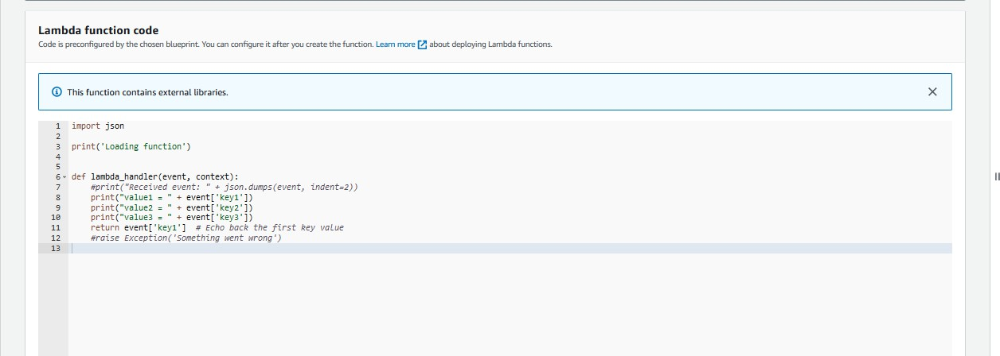 Lambda function code
Code is preconfigured by the chosen blueprint. You can configure it after you create the function. Learn more about deploying Lambda functions.
This function contains external libraries.
1 import json
2
3 print('Loading function')
4
5
6 def lambda_handler(event, context):
7     #print("Received event: " + json.dumps(event, indent=2))
8     print("value1 = " + event['key1'])
9     print("value2 = " + event['key2'])
10     print("value3 = " + event['key3'])
11     return event['key1']  # Echo back the first key value
12     #raise Exception('Something went wrong')
13